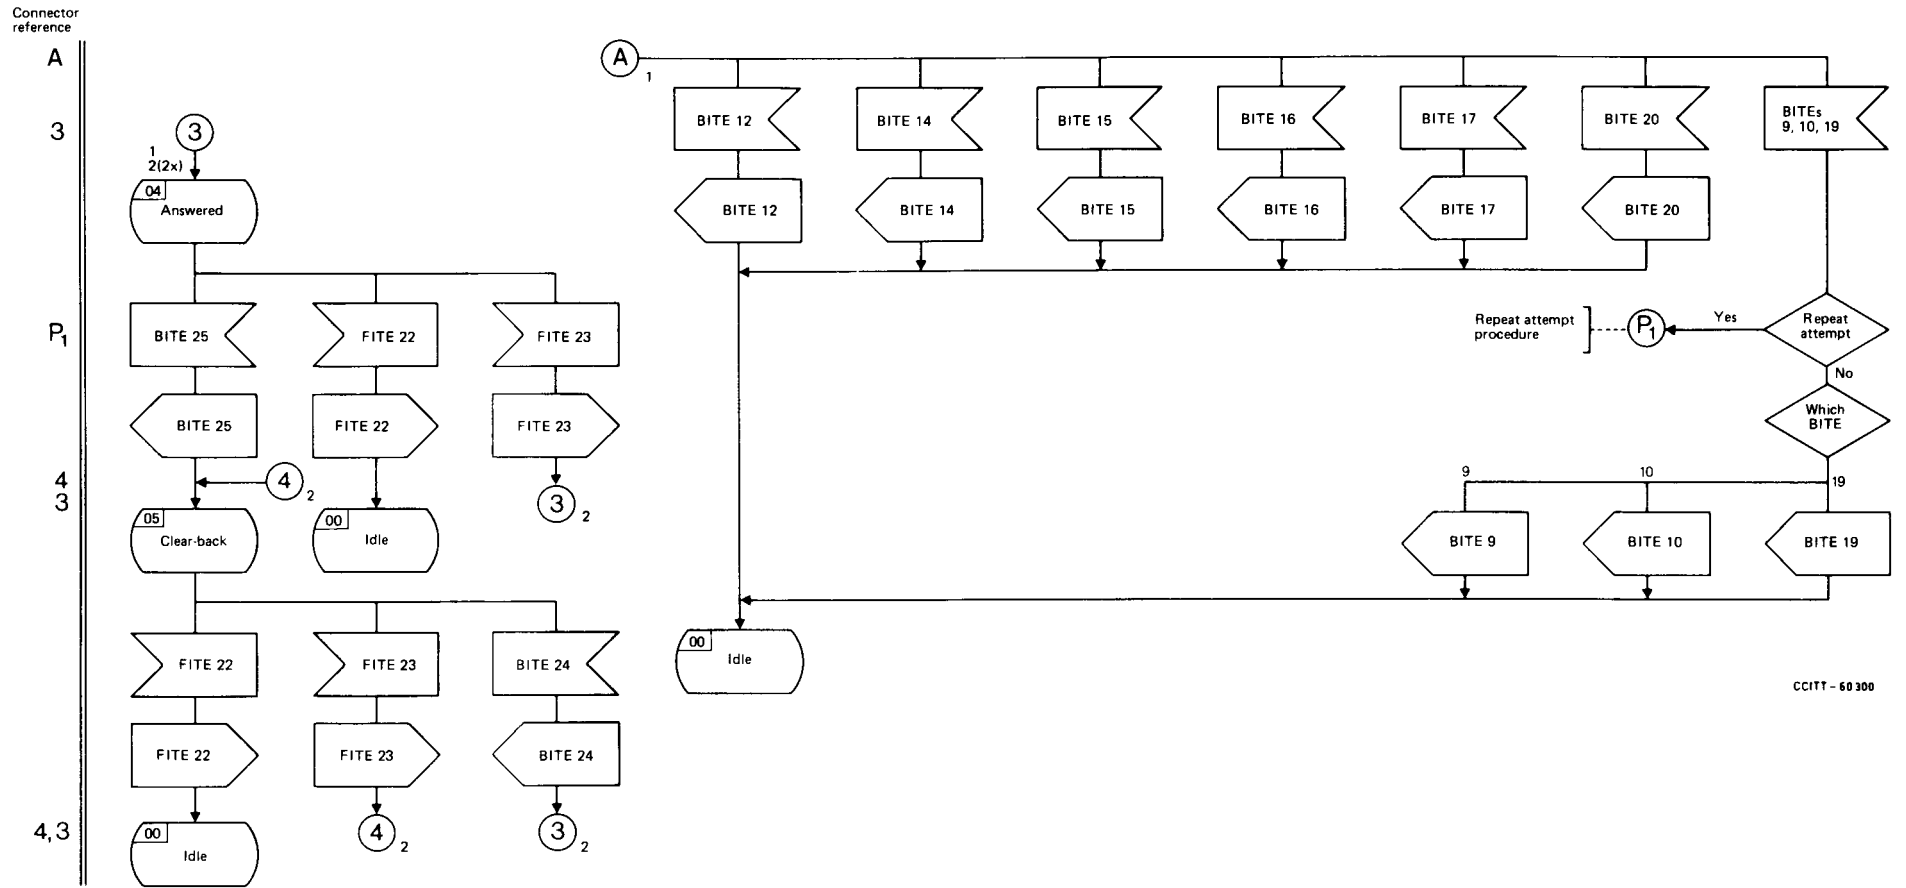 Connector
reference
A
3
P1
4
3
4, 3
3
1
2(2x)
04
Answered
BITE 25
FITE 22
FITE 23
BITE 25
FITE 22
FITE 23
4
2
3
2
05
Clear-back
00
Idle
FITE 22
FITE 23
BITE 24
FITE 22
FITE 23
BITE 24
00
Idle
4
2
3
2
A
1
BITE 12
BITE 14
BITE 15
BITE 16
BITE 17
BITE 20
BITEs
9, 10, 19
BITE 12
BITE 14
BITE 15
BITE 16
BITE 17
BITE 20
Repeat attempt
procedure
P1
Yes
Repeat
attempt
No
Which
BITE
9
10
19
BITE 9
BITE 10
BITE 19
00
Idle
CCITT - 60 300